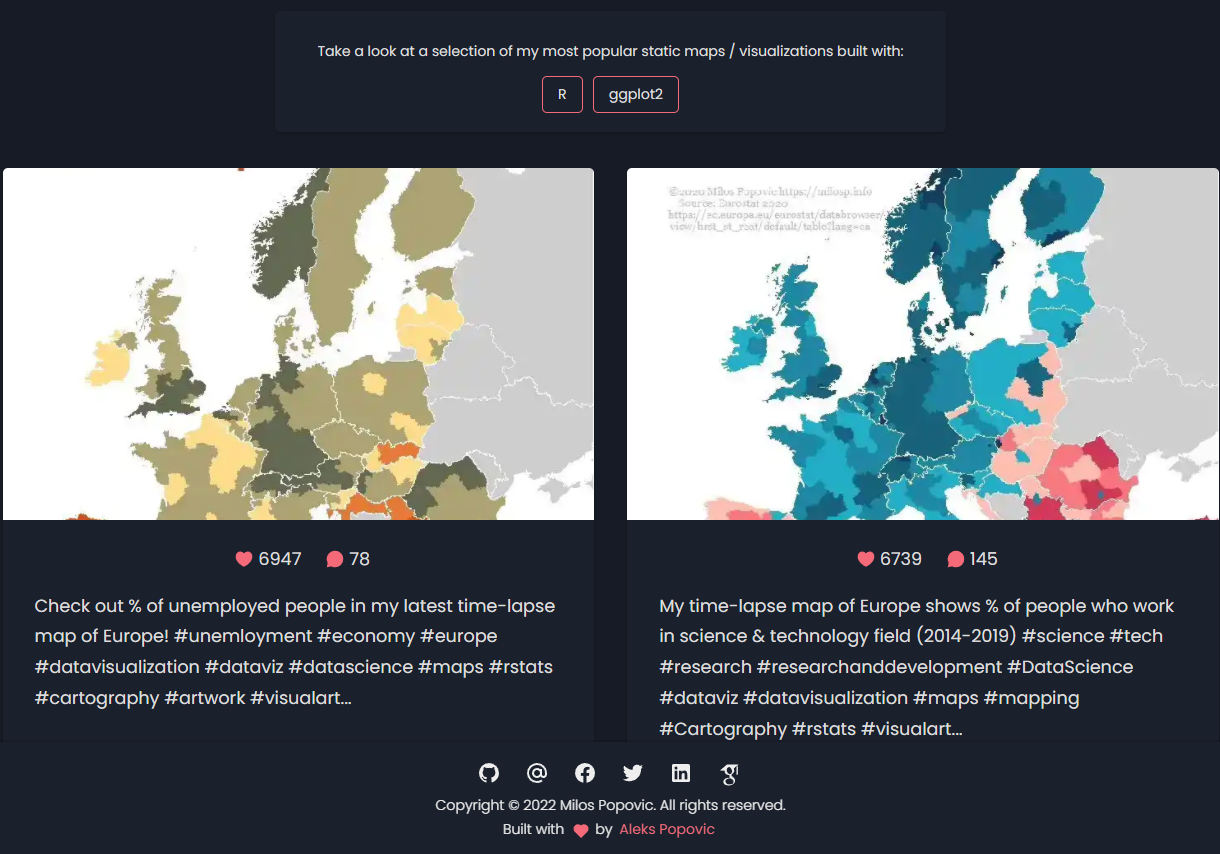 Take a look at a selection of my most popular static maps / visualizations built with:
R ggplot2
©2020 Milos Popovic https://milosp.info
Source: Eurostat 2020
https://ec.europa.eu/eurostat/databrowser/
view/hrst_st_rcat/default/table?lang=en
6947 78
Check out % of unemployed people in my latest time-lapse
map of Europe! #unemloyment #economy #europe
#datavisualization #dataviz #datascience #maps #rstats
#cartography #artwork #visualart...
6739 145
My time-lapse map of Europe shows % of people who work
in science & technology field (2014-2019) #science #tech
#research #researchanddevelopment #DataScience
#dataviz #datavisualization #maps #mapping
#Cartography #rstats #visualart...
Copyright © 2022 Milos Popovic. All rights reserved.
Built with by Aleks Popovic